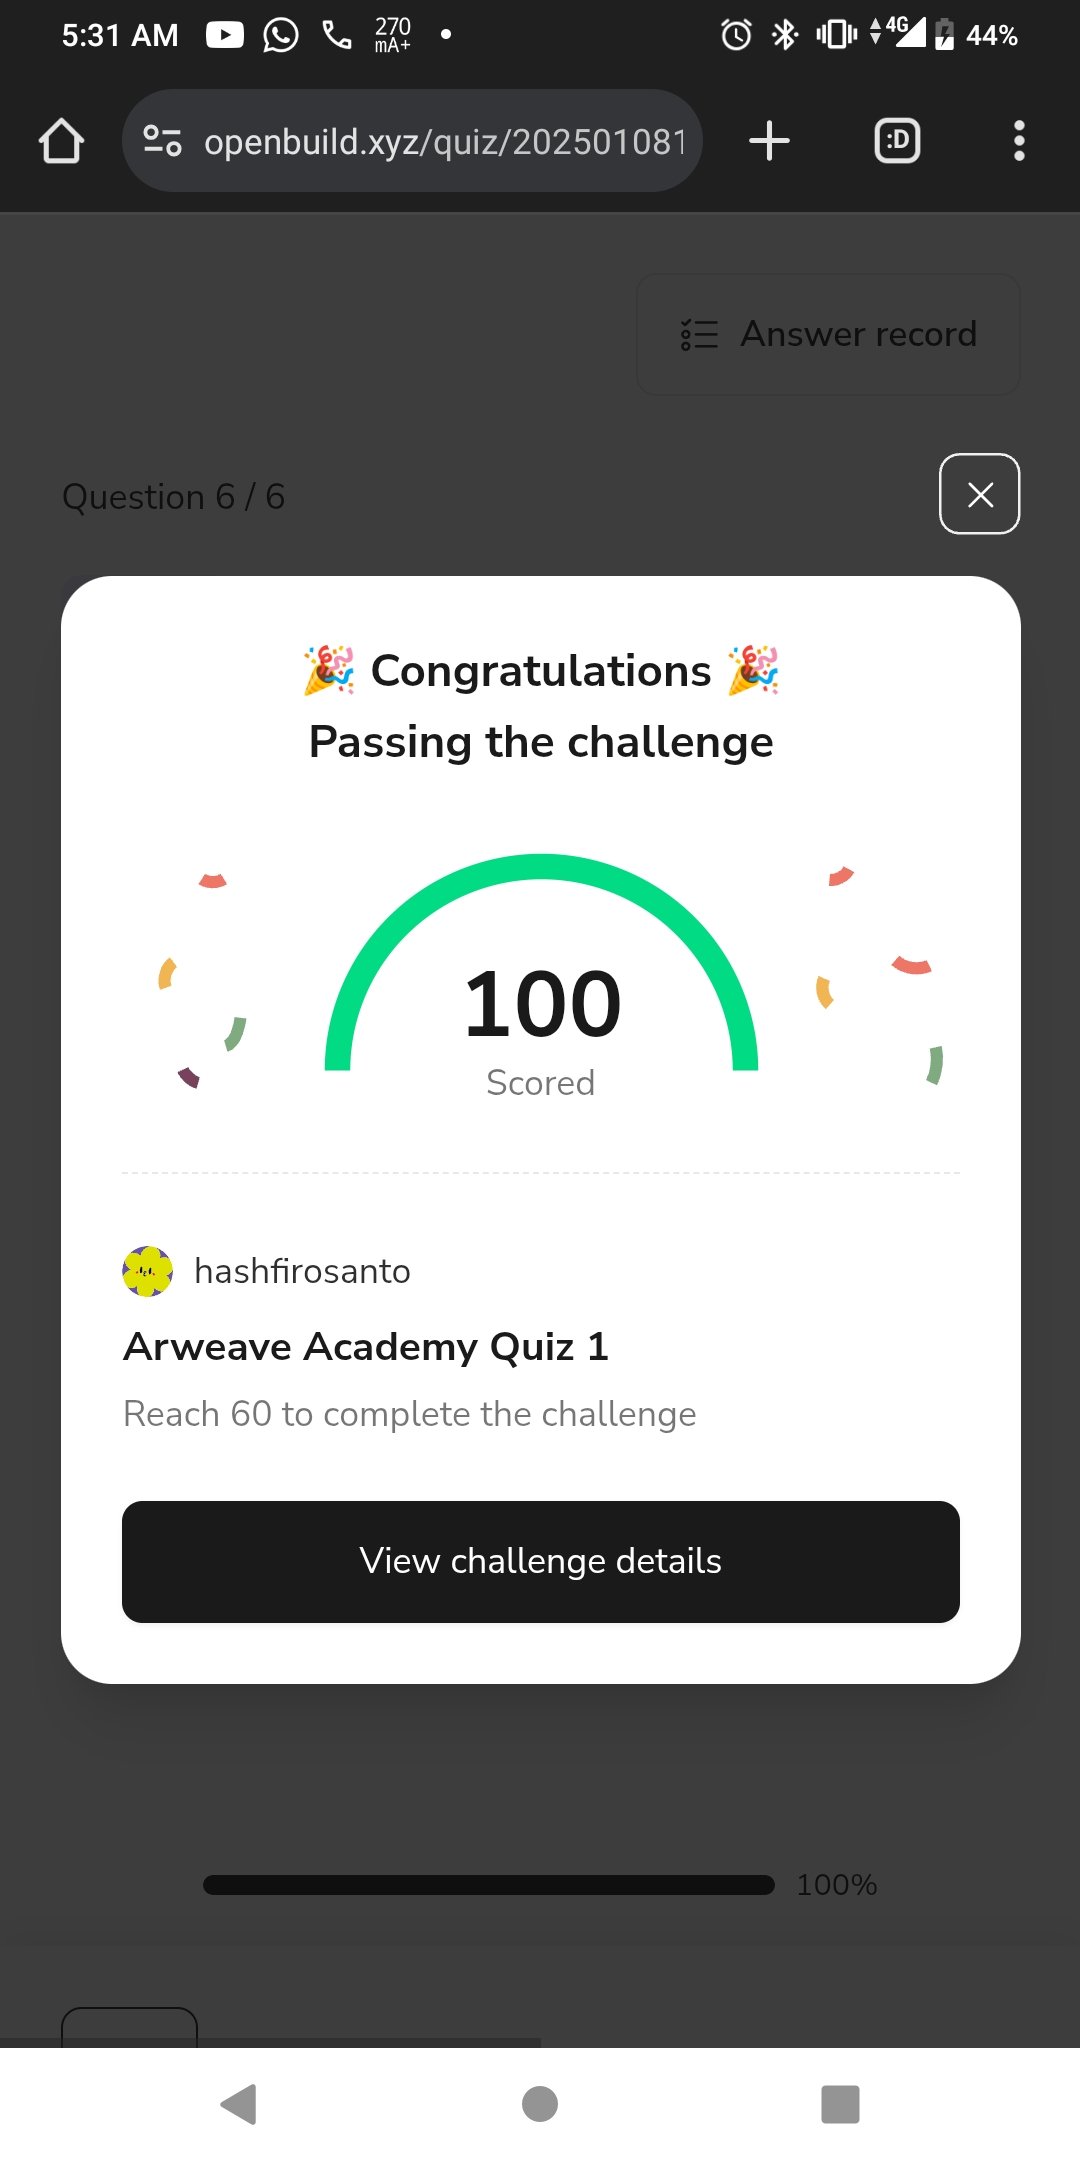 5:31 AM 270 mA+ 4G 44%
openbuild.xyz/quiz/202501081
:D
Answer record
Question 6 / 6
🎉 Congratulations 🎉
Passing the challenge
100
Scored
hashfirosanto
Arweave Academy Quiz 1
Reach 60 to complete the challenge
View challenge details
100%